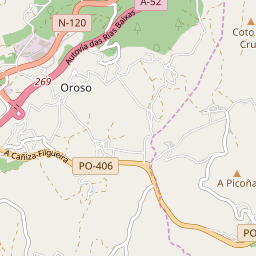 A-52
N-120
Autovía das Rías Baixas
Coto
Cru
269
Oroso
A Cañiza-Filgueira
PO-406
A Picoña
PO